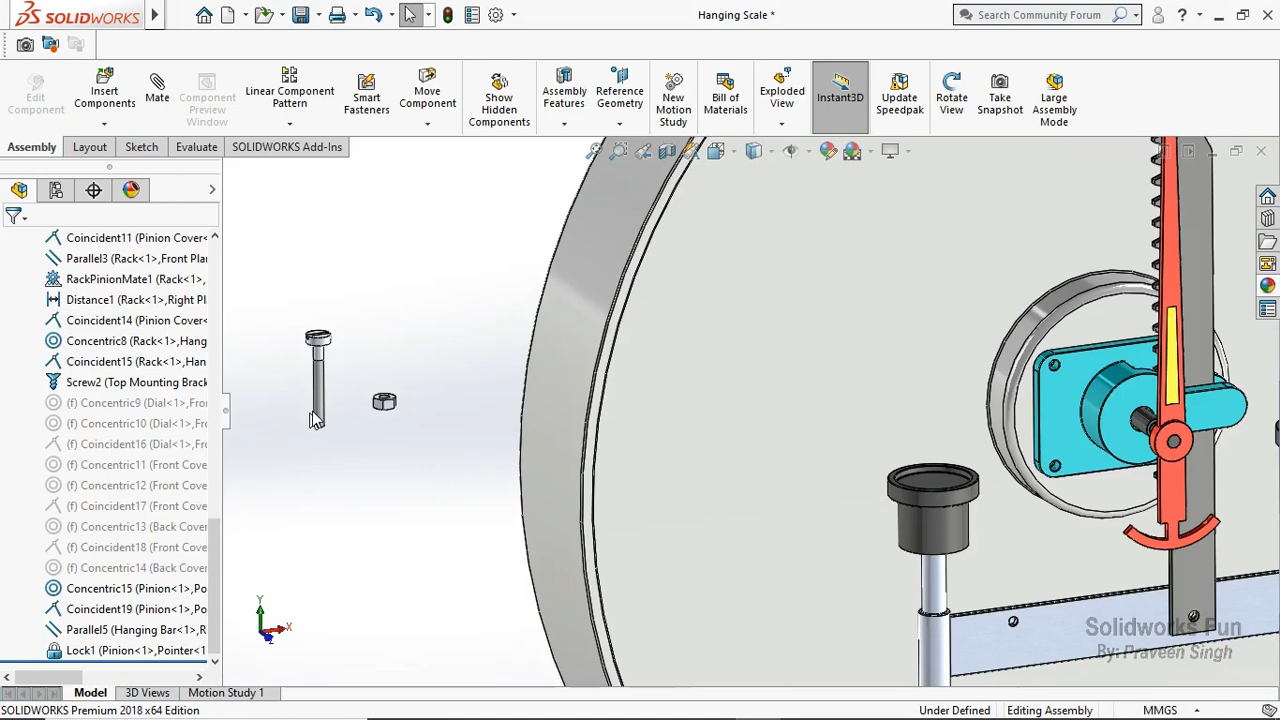 SOLIDWORKS
Hanging Scale *
Search Community Forum
?
Edit Component
Insert Components
Mate
Component Preview Window
Linear Component Pattern
Smart Fasteners
Move Component
Show Hidden Components
Assembly Features
Reference Geometry
New Motion Study
Bill of Materials
Exploded View
Instant3D
Update Speedpak
Rotate View
Take Snapshot
Large Assembly Mode
Assembly
Layout
Sketch
Evaluate
SOLIDWORKS Add-Ins
Coincident11 (Pinion Cover<
Parallel3 (Rack<1>,Front Plan
RackPinionMate1 (Rack<1>,
Distance1 (Rack<1>,Right Pl
Coincident14 (Pinion Cover<
Concentric8 (Rack<1>,Hang
Coincident15 (Rack<1>,Han
Screw2 (Top Mounting Brack
(f) Concentric9 (Dial<1>,Fro
(f) Concentric10 (Dial<1>,Fr
(f) Coincident16 (Dial<1>,Fr
(f) Concentric11 (Front Cove
(f) Concentric12 (Front Cove
(f) Coincident17 (Front Cove
(f) Concentric13 (Back Cover
(f) Coincident18 (Front Cove
(f) Concentric14 (Back Cover
Concentric15 (Pinion<1>,Po
Coincident19 (Pinion<1>,Po
Parallel5 (Hanging Bar<1>,R
Lock1 (Pinion<1>,Pointer<1
Y
X
Z
Solidworks Fun
By: Praveen Singh
Model
3D Views
Motion Study 1
SOLIDWORKS Premium 2018 x64 Edition
Under Defined
Editing Assembly
MMGS